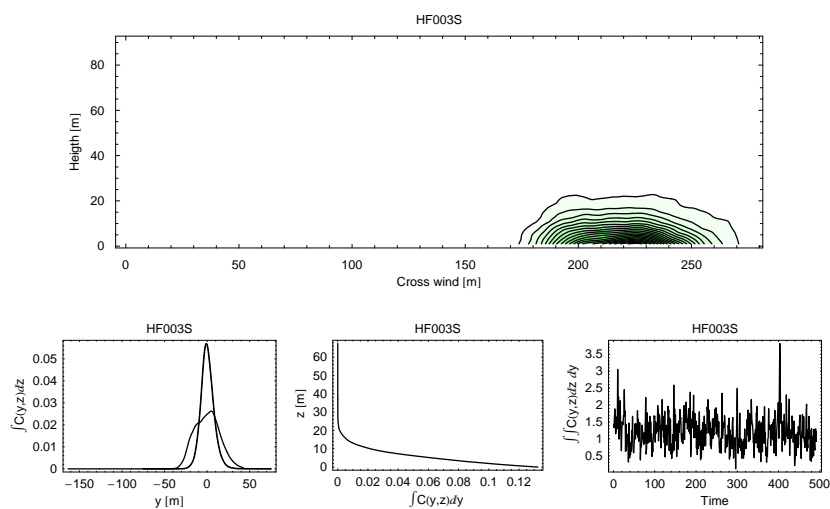 HF003S
80
60
40
20
0
Heigth [m]
0 50 100 150 200 250
Cross wind [m]
HF003S
0.05
0.04
0.03
0.02
0.01
0
∫C(y,z)dz
−150 −100 −50 0 50
y [m]
HF003S
60
50
40
30
20
10
0
z [m]
0 0.02 0.04 0.06 0.08 0.1 0.12
∫C(y,z)dy
HF003S
3.5
3
2.5
2
1.5
1
0.5
∫∫C(y,z)dz dy
0 100 200 300 400 500
Time